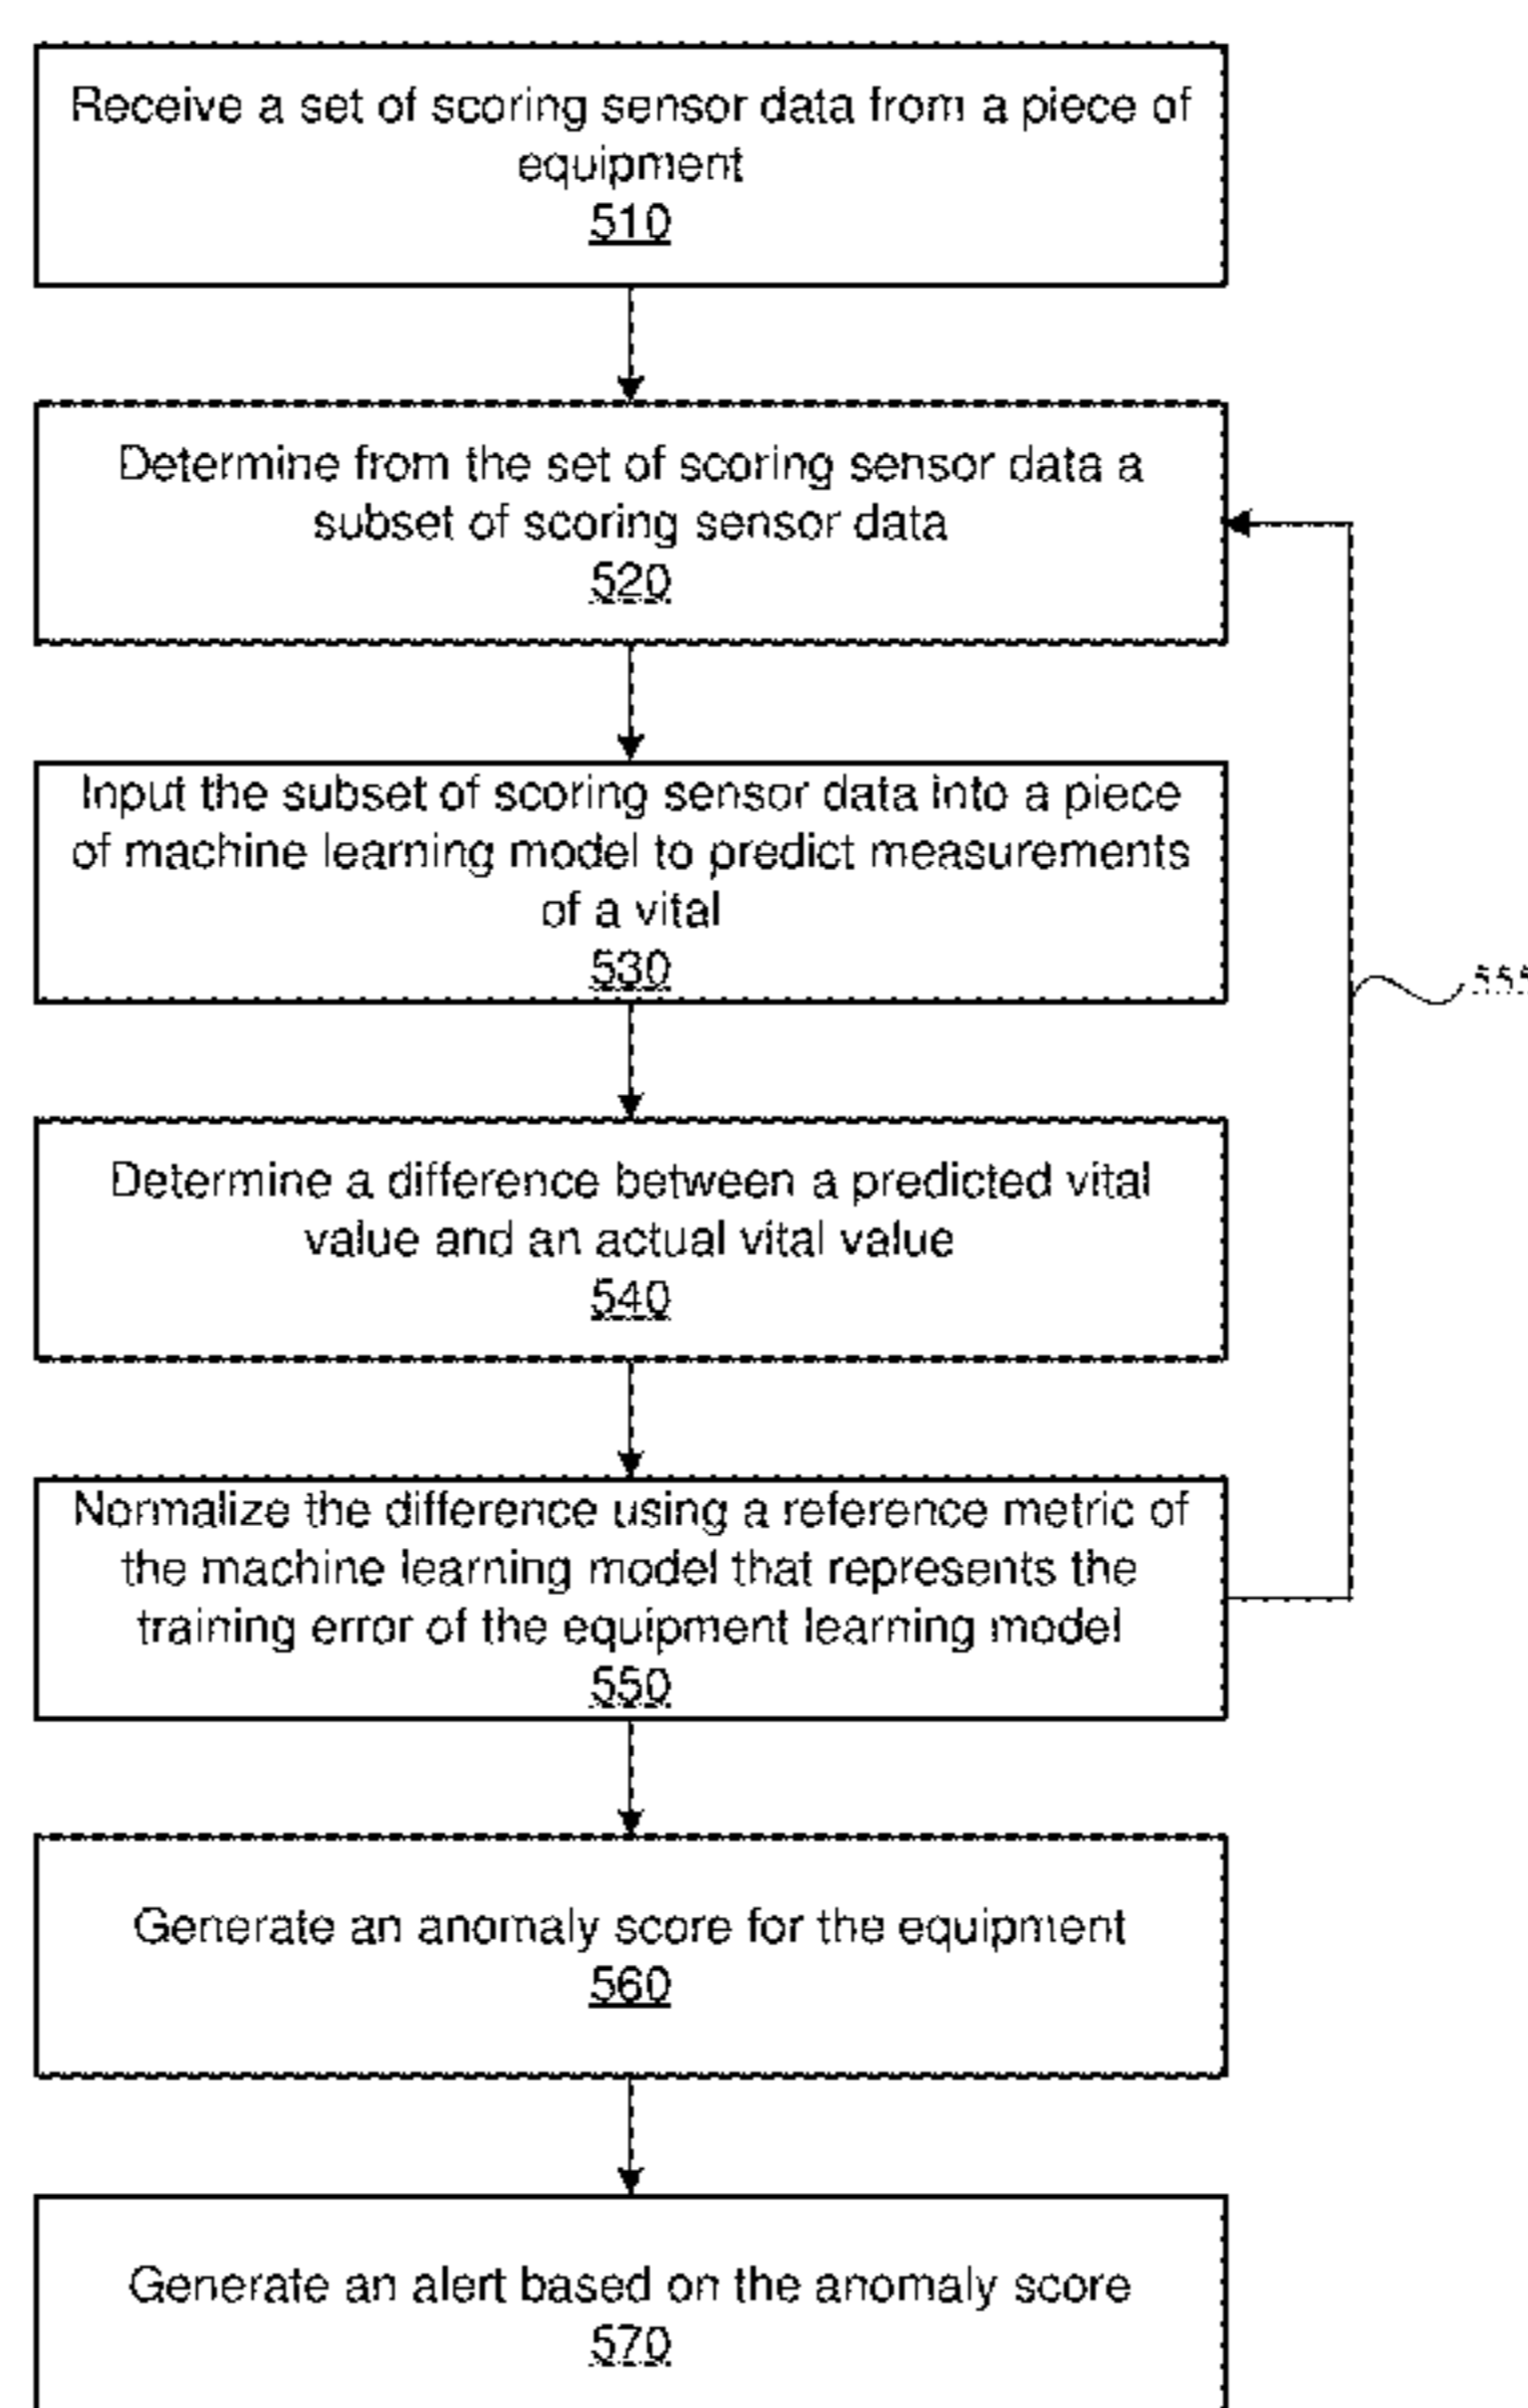 Receive a set of scoring sensor data from a piece of
equipment
510
Determine from the set of scoring sensor data a
subset of scoring sensor data
520
Input the subset of scoring sensor data into a piece
of machine learning model to predict measurements
of a vital
530
555
Determine a difference between a predicted vital
value and an actual vital value
540
Normalize the difference using a reference metric of
the machine learning model that represents the
training error of the equipment learning model
550
Generate an anomaly score for the equipment
560
Generate an alert based on the anomaly score
570